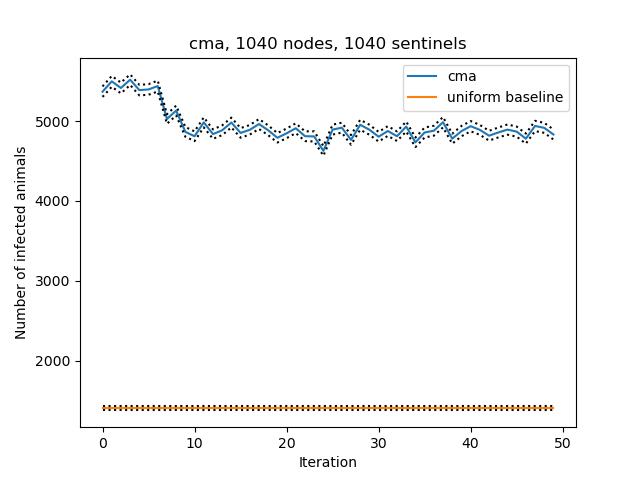 cma, 1040 nodes, 1040 sentinels
cma
uniform baseline
Number of infected animals
5000
4000
3000
2000
0 10 20 30 40 50
Iteration